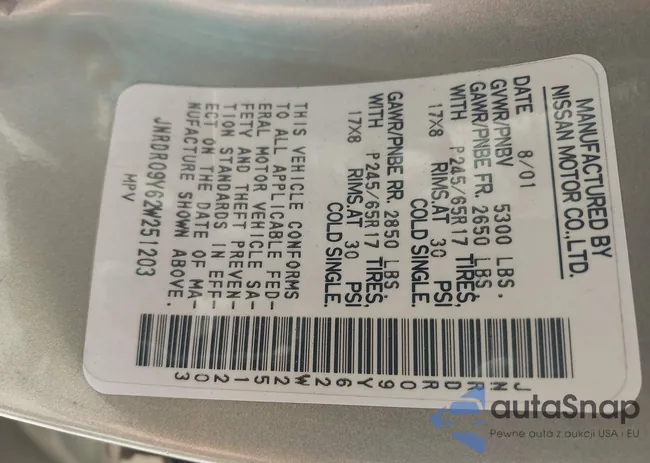 MANUFACTURED BY
NISSAN MOTOR CO.,LTD.
DATE 8/01
GVWR/PNBV 5300 LBS.
GAWR/PNBE FR. 2650 LBS.
WITH P245/65R17 TIRES,
17X8 RIMS.AT 30 PSI
COLD SINGLE.
GAWR/PNBE RR. 2850 LBS.
WITH P245/65R17 TIRES,
17X8 RIMS.AT 30 PSI
COLD SINGLE.
THIS VEHICLE CONFORMS
TO ALL APPLICABLE FED-
ERAL MOTOR VEHICLE SA-
FETY AND THEFT PREVEN-
TION STANDARDS IN EFF-
ECT ON THE DATE OF MA-
NUFACTURE SHOWN ABOVE.
JNRDR09Y62W251203
MPV
JNRDR09Y62W251203
autaSnap
Pewne auta z aukcji USA i EU